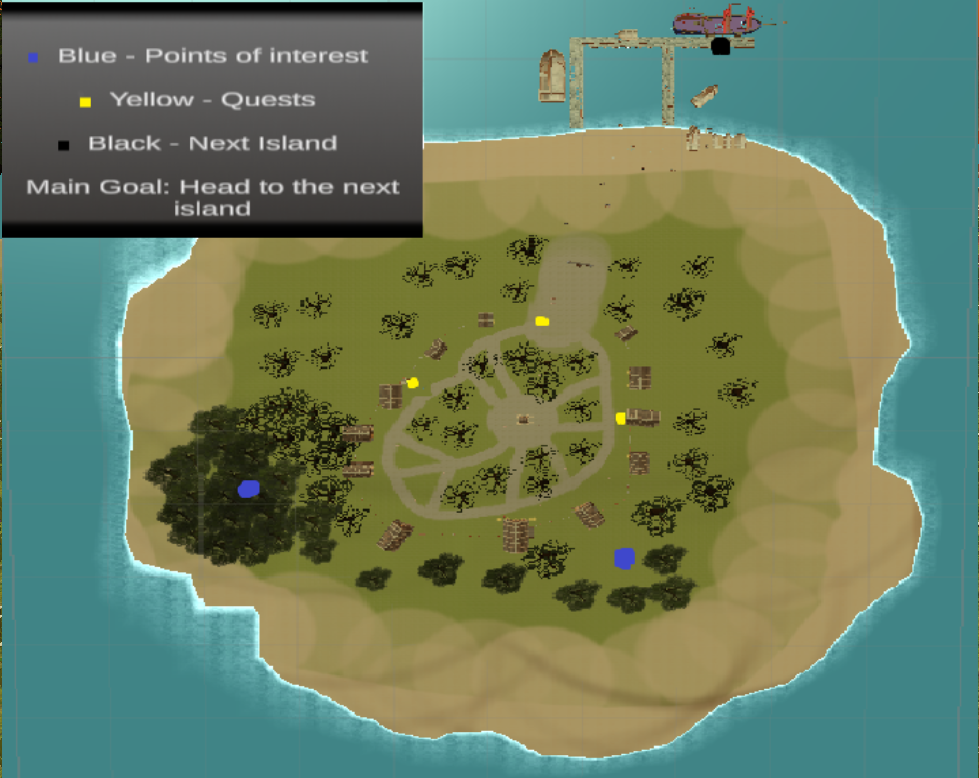 Blue - Points of interest
Yellow - Quests
Black - Next Island
Main Goal: Head to the next
island